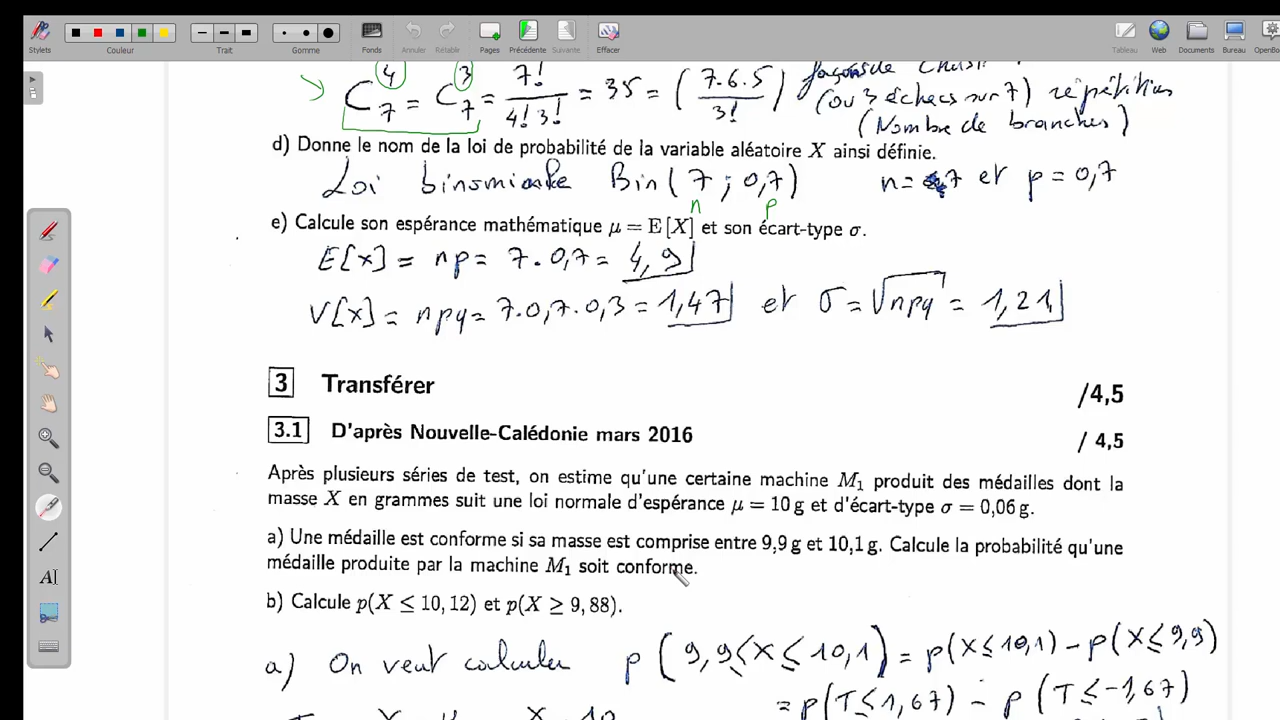 Stylets Couleur Trait Gomme Fonds Annuler Rétablir Pages Précédente Suivante Effacer Tableau Web Documents Bureau
C₇⁴ = C₇³ = 7!/(4! 3!) = 35 = (7.6.5/3!) façons de
(ou 3 échecs sur 7) répétition
(Nombre de branches)
d) Donne le nom de la loi de probabilité de la variable aléatoire X ainsi définie.
Loi binomiale Bin(7 ; 0,7) n = 7 et p = 0,7
n p
e) Calcule son espérance mathématique μ = E [X] et son écart-type σ.
E[X] = np = 7 . 0,7 = 4,9
V[X] = npq = 7.0,7.0,3 = 1,47 et σ = √npq = 1,21
3 Transférer /4,5
3.1 D'après Nouvelle-Calédonie mars 2016 / 4,5
Après plusieurs séries de test, on estime qu'une certaine machine M₁ produit des médailles dont la
masse X en grammes suit une loi normale d'espérance μ = 10 g et d'écart-type σ = 0,06 g.
a) Une médaille est conforme si sa masse est comprise entre 9,9 g et 10,1 g. Calcule la probabilité qu'une
médaille produite par la machine M₁ soit conforme.
b) Calcule p(X ≤ 10, 12) et p(X ≥ 9, 88).
a) On veut calculer p(9,9 ≤ X ≤ 10,1) = p(X ≤ 10,1) - p(X ≤ 9,9)
= p(T ≤ 1,67) - p(T ≤ -1,67)